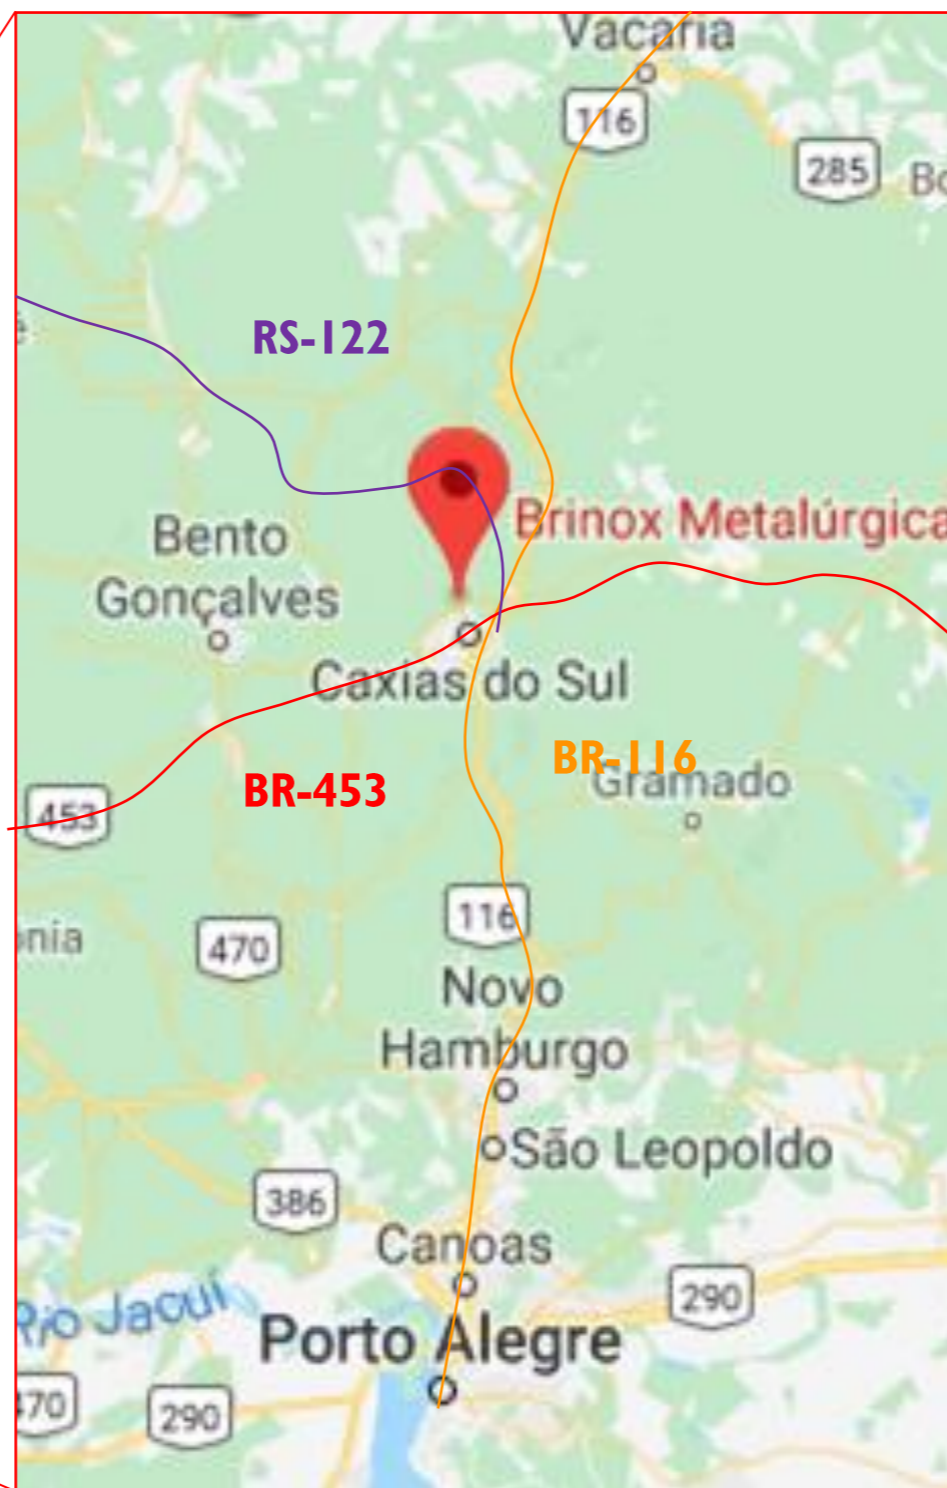 Vacaria
116
285
RS-122
Brinox Metalúrgica
Bento
Gonçalves
Caxias do Sul
BR-116
Gramado
BR-453
453
116
470
Novo
Hamburgo
São Leopoldo
386
Canoas
290
Rio Jacuí
Porto Alegre
290